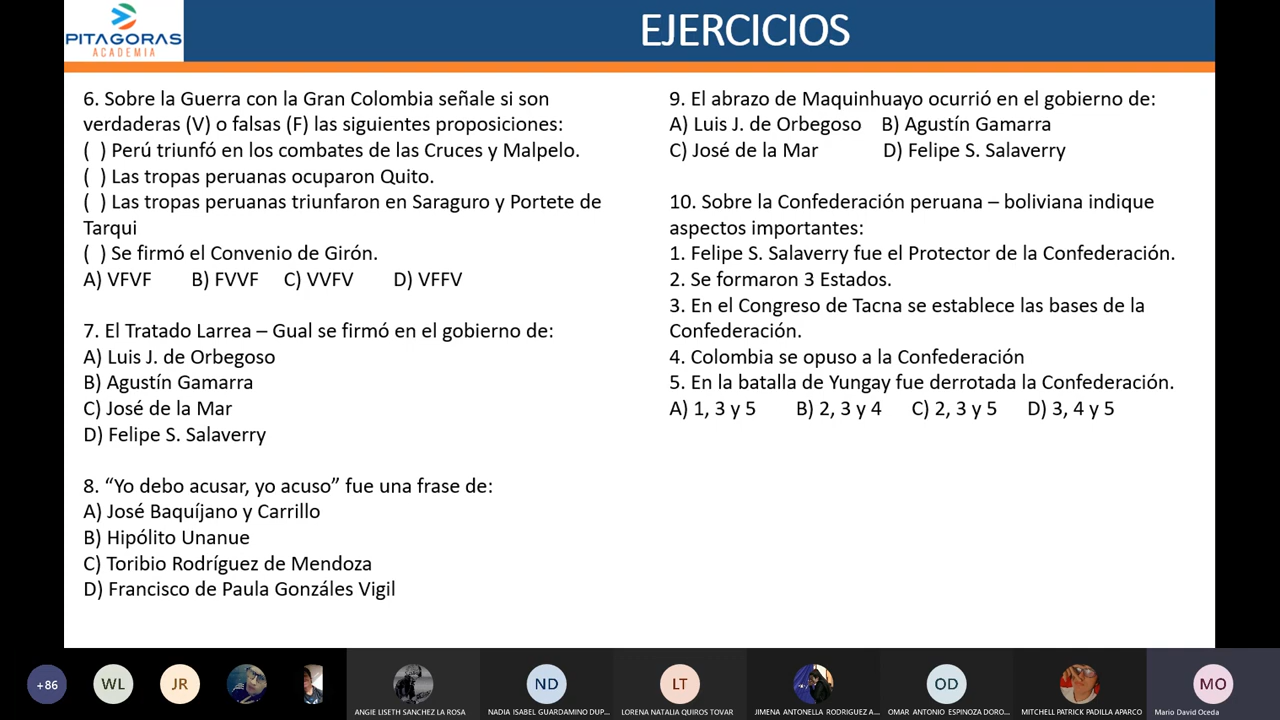 PITAGORAS
ACADEMIA
EJERCICIOS
6. Sobre la Guerra con la Gran Colombia señale si son
verdaderas (V) o falsas (F) las siguientes proposiciones:
( ) Perú triunfó en los combates de las Cruces y Malpelo.
( ) Las tropas peruanas ocuparon Quito.
( ) Las tropas peruanas triunfaron en Saraguro y Portete de
Tarqui
( ) Se firmó el Convenio de Girón.
A) VFVF B) FVVF C) VVFV D) VFFV
7. El Tratado Larrea – Gual se firmó en el gobierno de:
A) Luis J. de Orbegoso
B) Agustín Gamarra
C) José de la Mar
D) Felipe S. Salaverry
8. “Yo debo acusar, yo acuso” fue una frase de:
A) José Baquíjano y Carrillo
B) Hipólito Unanue
C) Toribio Rodríguez de Mendoza
D) Francisco de Paula Gonzáles Vigil
9. El abrazo de Maquinhuayo ocurrió en el gobierno de:
A) Luis J. de Orbegoso B) Agustín Gamarra
C) José de la Mar D) Felipe S. Salaverry
10. Sobre la Confederación peruana – boliviana indique
aspectos importantes:
1. Felipe S. Salaverry fue el Protector de la Confederación.
2. Se formaron 3 Estados.
3. En el Congreso de Tacna se establece las bases de la
Confederación.
4. Colombia se opuso a la Confederación
5. En la batalla de Yungay fue derrotada la Confederación.
A) 1, 3 y 5 B) 2, 3 y 4 C) 2, 3 y 5 D) 3, 4 y 5
+86 WL JR ND LT OD MO
ANGIE LISETH SANCHEZ LA ROSA NADIA ISABEL GUARDAMINO DUP... LORENA NATALIA QUIROS TOVAR JIMENA ANTONELLA RODRIGUEZ A... OMAR ANTONIO ESPINOZA DORO... MITCHELL PATRICK PADILLA APARCO Mario David Oceda